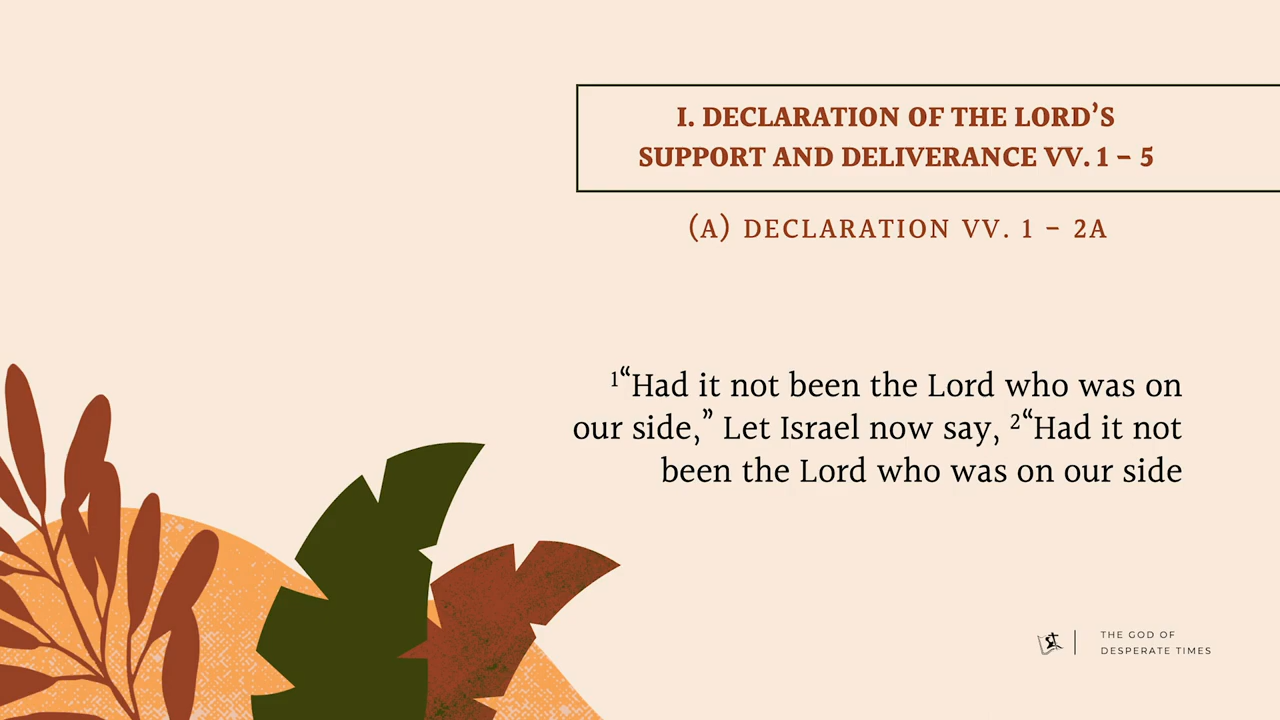 I. DECLARATION OF THE LORD’S
SUPPORT AND DELIVERANCE VV. 1 – 5
(A) DECLARATION VV. 1 – 2A
¹“Had it not been the Lord who was on
our side,” Let Israel now say, ²“Had it not
been the Lord who was on our side
THE GOD OF
DESPERATE TIMES